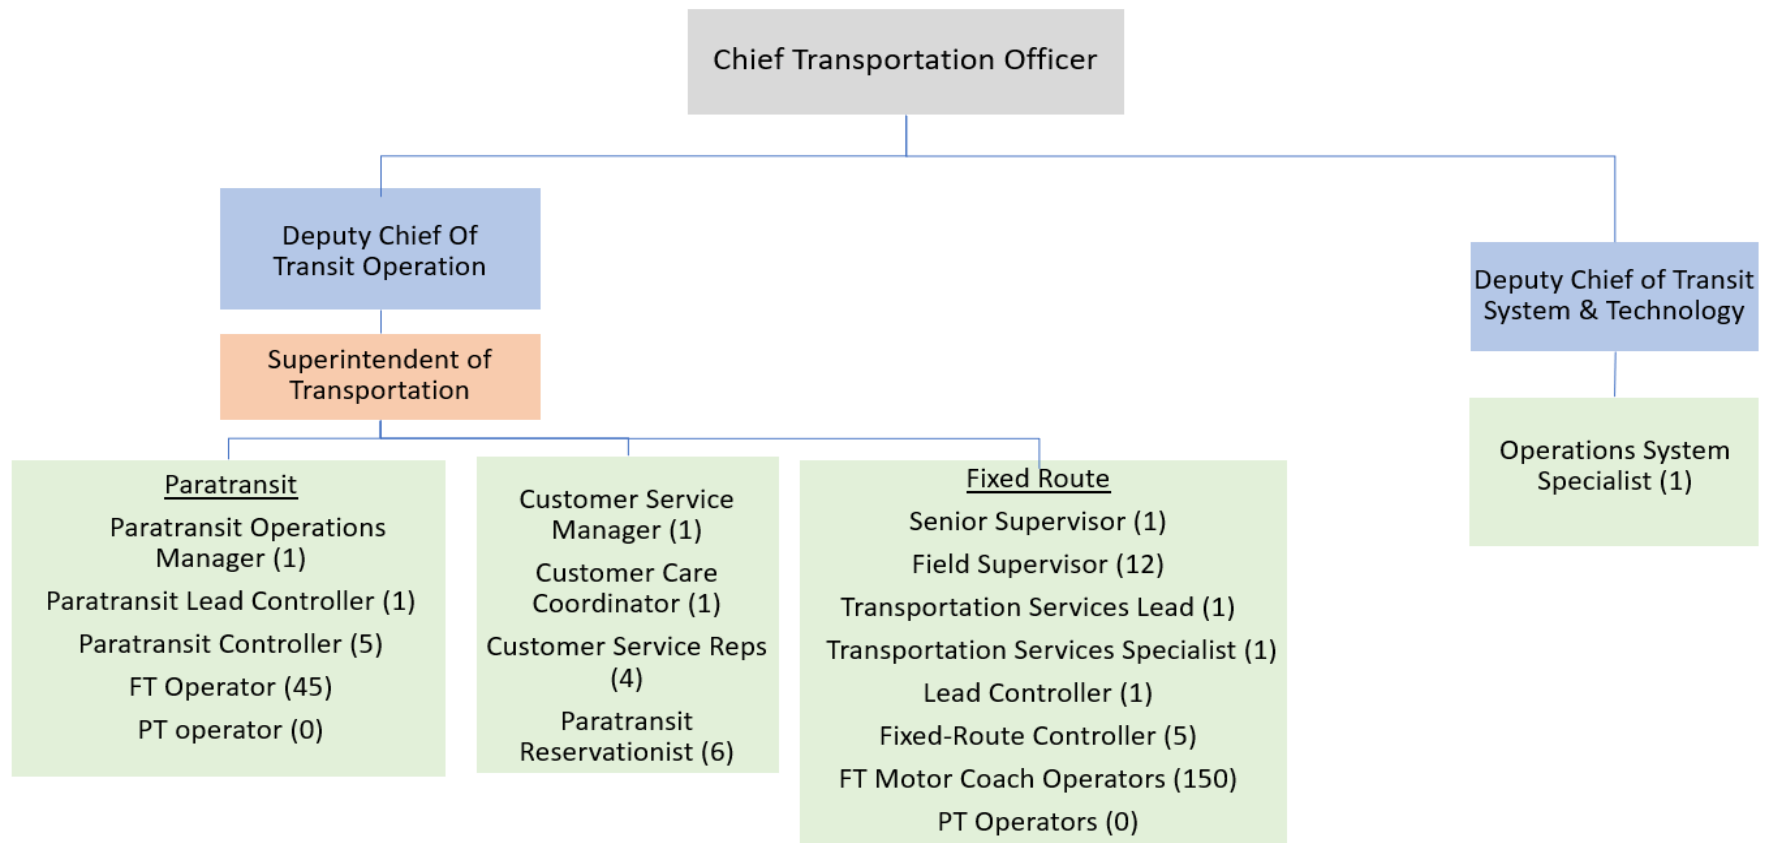 Chief Transportation Officer
Deputy Chief Of
Transit Operation
Deputy Chief of Transit
System & Technology
Superintendent of
Transportation
Paratransit
Paratransit Operations
Manager (1)
Paratransit Lead Controller (1)
Paratransit Controller (5)
FT Operator (45)
PT operator (0)
Customer Service
Manager (1)
Customer Care
Coordinator (1)
Customer Service Reps
(4)
Paratransit
Reservationist (6)
Fixed Route
Senior Supervisor (1)
Field Supervisor (12)
Transportation Services Lead (1)
Transportation Services Specialist (1)
Lead Controller (1)
Fixed-Route Controller (5)
FT Motor Coach Operators (150)
PT Operators (0)
Operations System
Specialist (1)